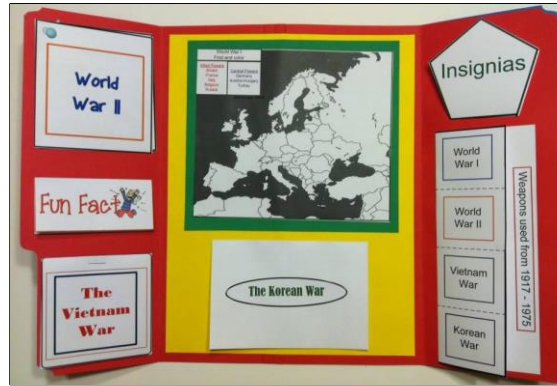 World
War II
Fun Fact
The
Vietnam
War
World War I
Find and color
Allied Powers
Central Powers
The Korean War
Insignias
World
War I
World
War II
Vietnam
War
Korean
War
Weapons used from 1917 - 1975